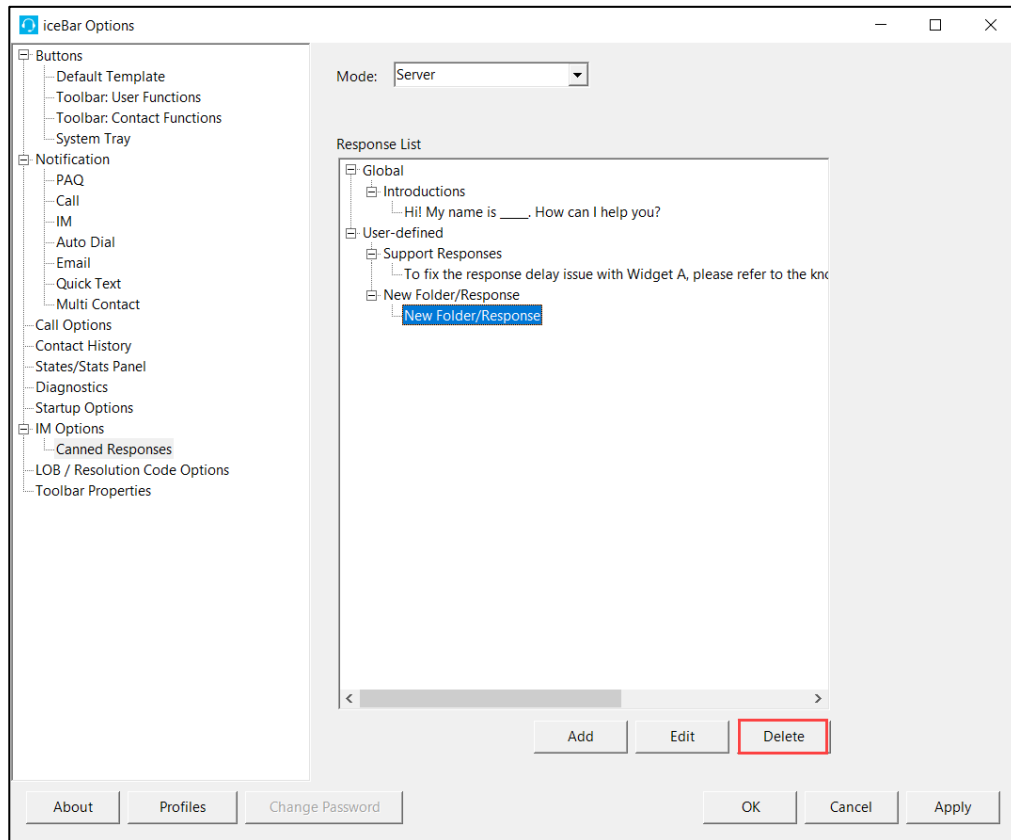 iceBar Options
Buttons
Default Template
Toolbar: User Functions
Toolbar: Contact Functions
System Tray
Notification
PAQ
Call
IM
Auto Dial
Email
Quick Text
Multi Contact
Call Options
Contact History
States/Stats Panel
Diagnostics
Startup Options
IM Options
Canned Responses
LOB / Resolution Code Options
Toolbar Properties
Mode: Server
Response List
Global
Introductions
Hi! My name is ____. How can I help you?
User-defined
Support Responses
To fix the response delay issue with Widget A, please refer to the kno
New Folder/Response
New Folder/Response
Add Edit Delete
About Profiles Change Password OK Cancel Apply